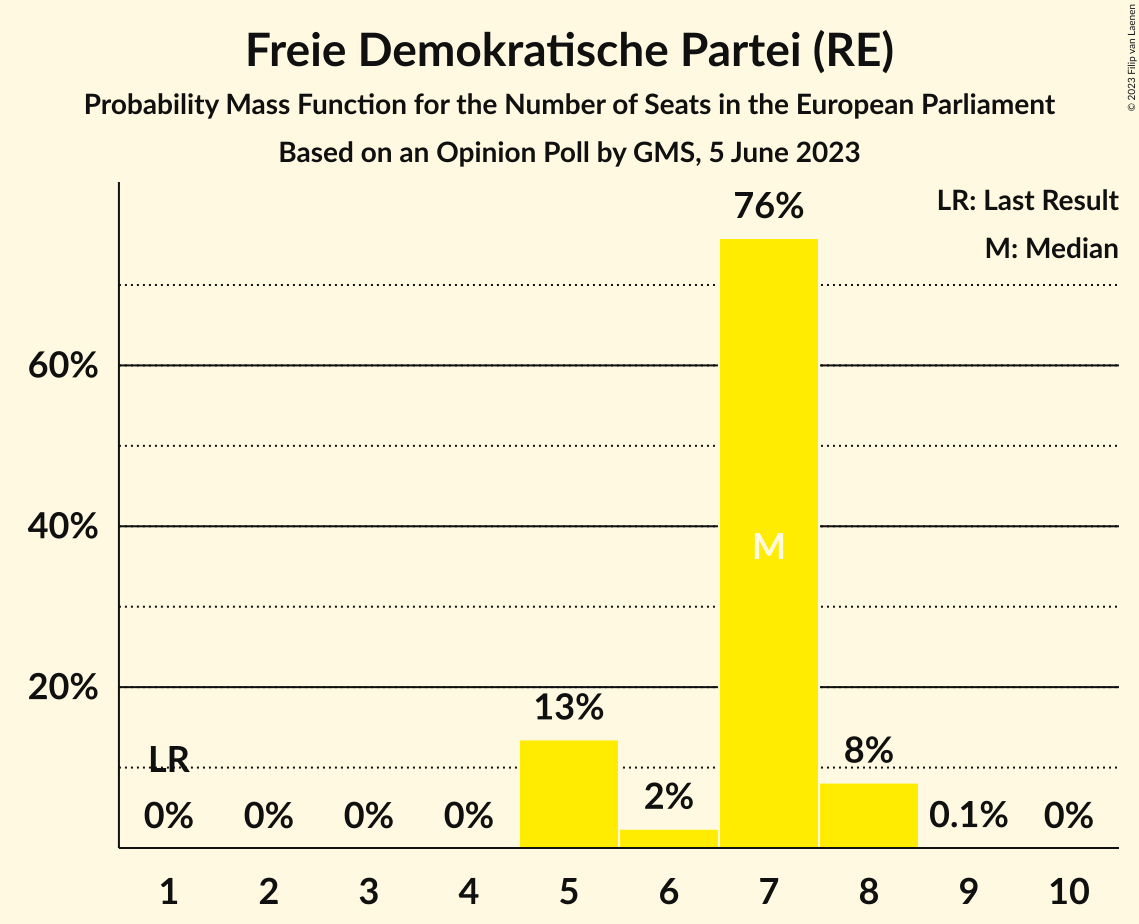 Freie Demokratische Partei (RE)
Probability Mass Function for the Number of Seats in the European Parliament
Based on an Opinion Poll by GMS, 5 June 2023
© 2023 Filip van Laenen
LR: Last Result
M: Median
76%
60%
40%
M
20%
13%
LR
8%
2%
0% 0% 0% 0% 0.1% 0%
1 2 3 4 5 6 7 8 9 10